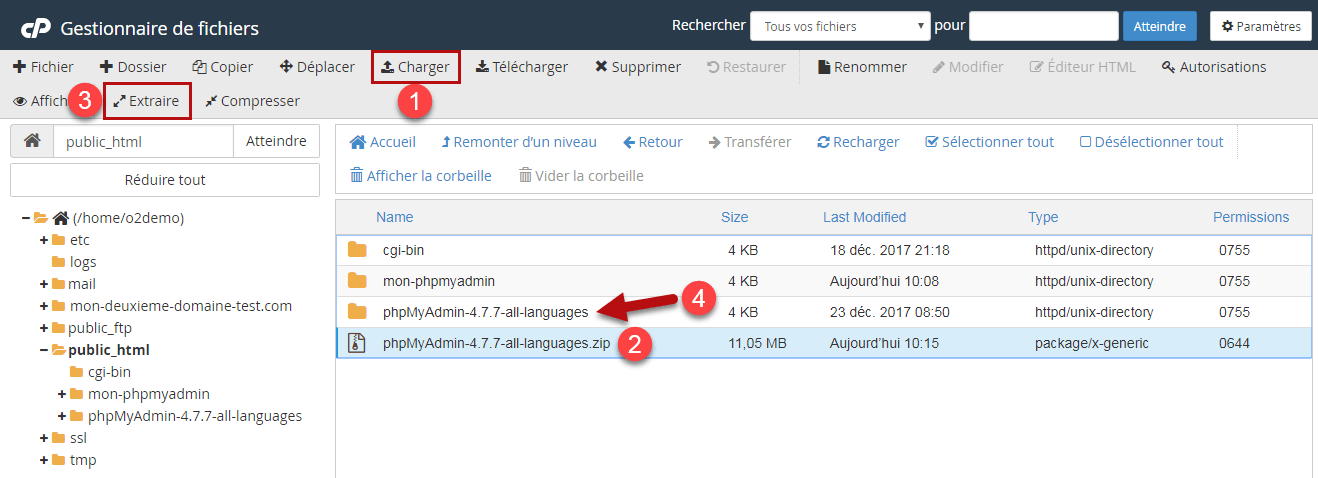 cP Gestionnaire de fichiers Rechercher Tous vos fichiers pour Atteindre Paramètres
Fichier Dossier Copier Déplacer Charger Télécharger Supprimer Restaurer Renommer Modifier Éditeur HTML Autorisations
Affich 3 Extraire Compresser 1
public_html Atteindre
Réduire tout
(/home/o2demo)
etc
logs
mail
mon-deuxieme-domaine-test.com
public_ftp
public_html
cgi-bin
mon-phpmyadmin
phpMyAdmin-4.7.7-all-languages
ssl
tmp
Accueil Remonter d'un niveau Retour Transférer Recharger Sélectionner tout Désélectionner tout
Afficher la corbeille Vider la corbeille
Name Size Last Modified Type Permissions
cgi-bin 4 KB 18 déc. 2017 21:18 httpd/unix-directory 0755
mon-phpmyadmin 4 KB Aujourd'hui 10:08 httpd/unix-directory 0755
phpMyAdmin-4.7.7-all-languages 4 4 KB 23 déc. 2017 08:50 httpd/unix-directory 0755
phpMyAdmin-4.7.7-all-languages.zip 2 11,05 MB Aujourd'hui 10:15 package/x-generic 0644